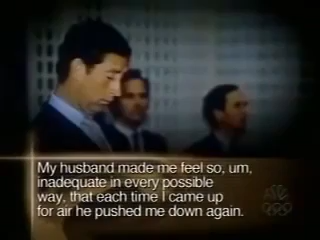 My husband made me feel so, um,
inadequate in every possible
way, that each time I came up
for air he pushed me down again.